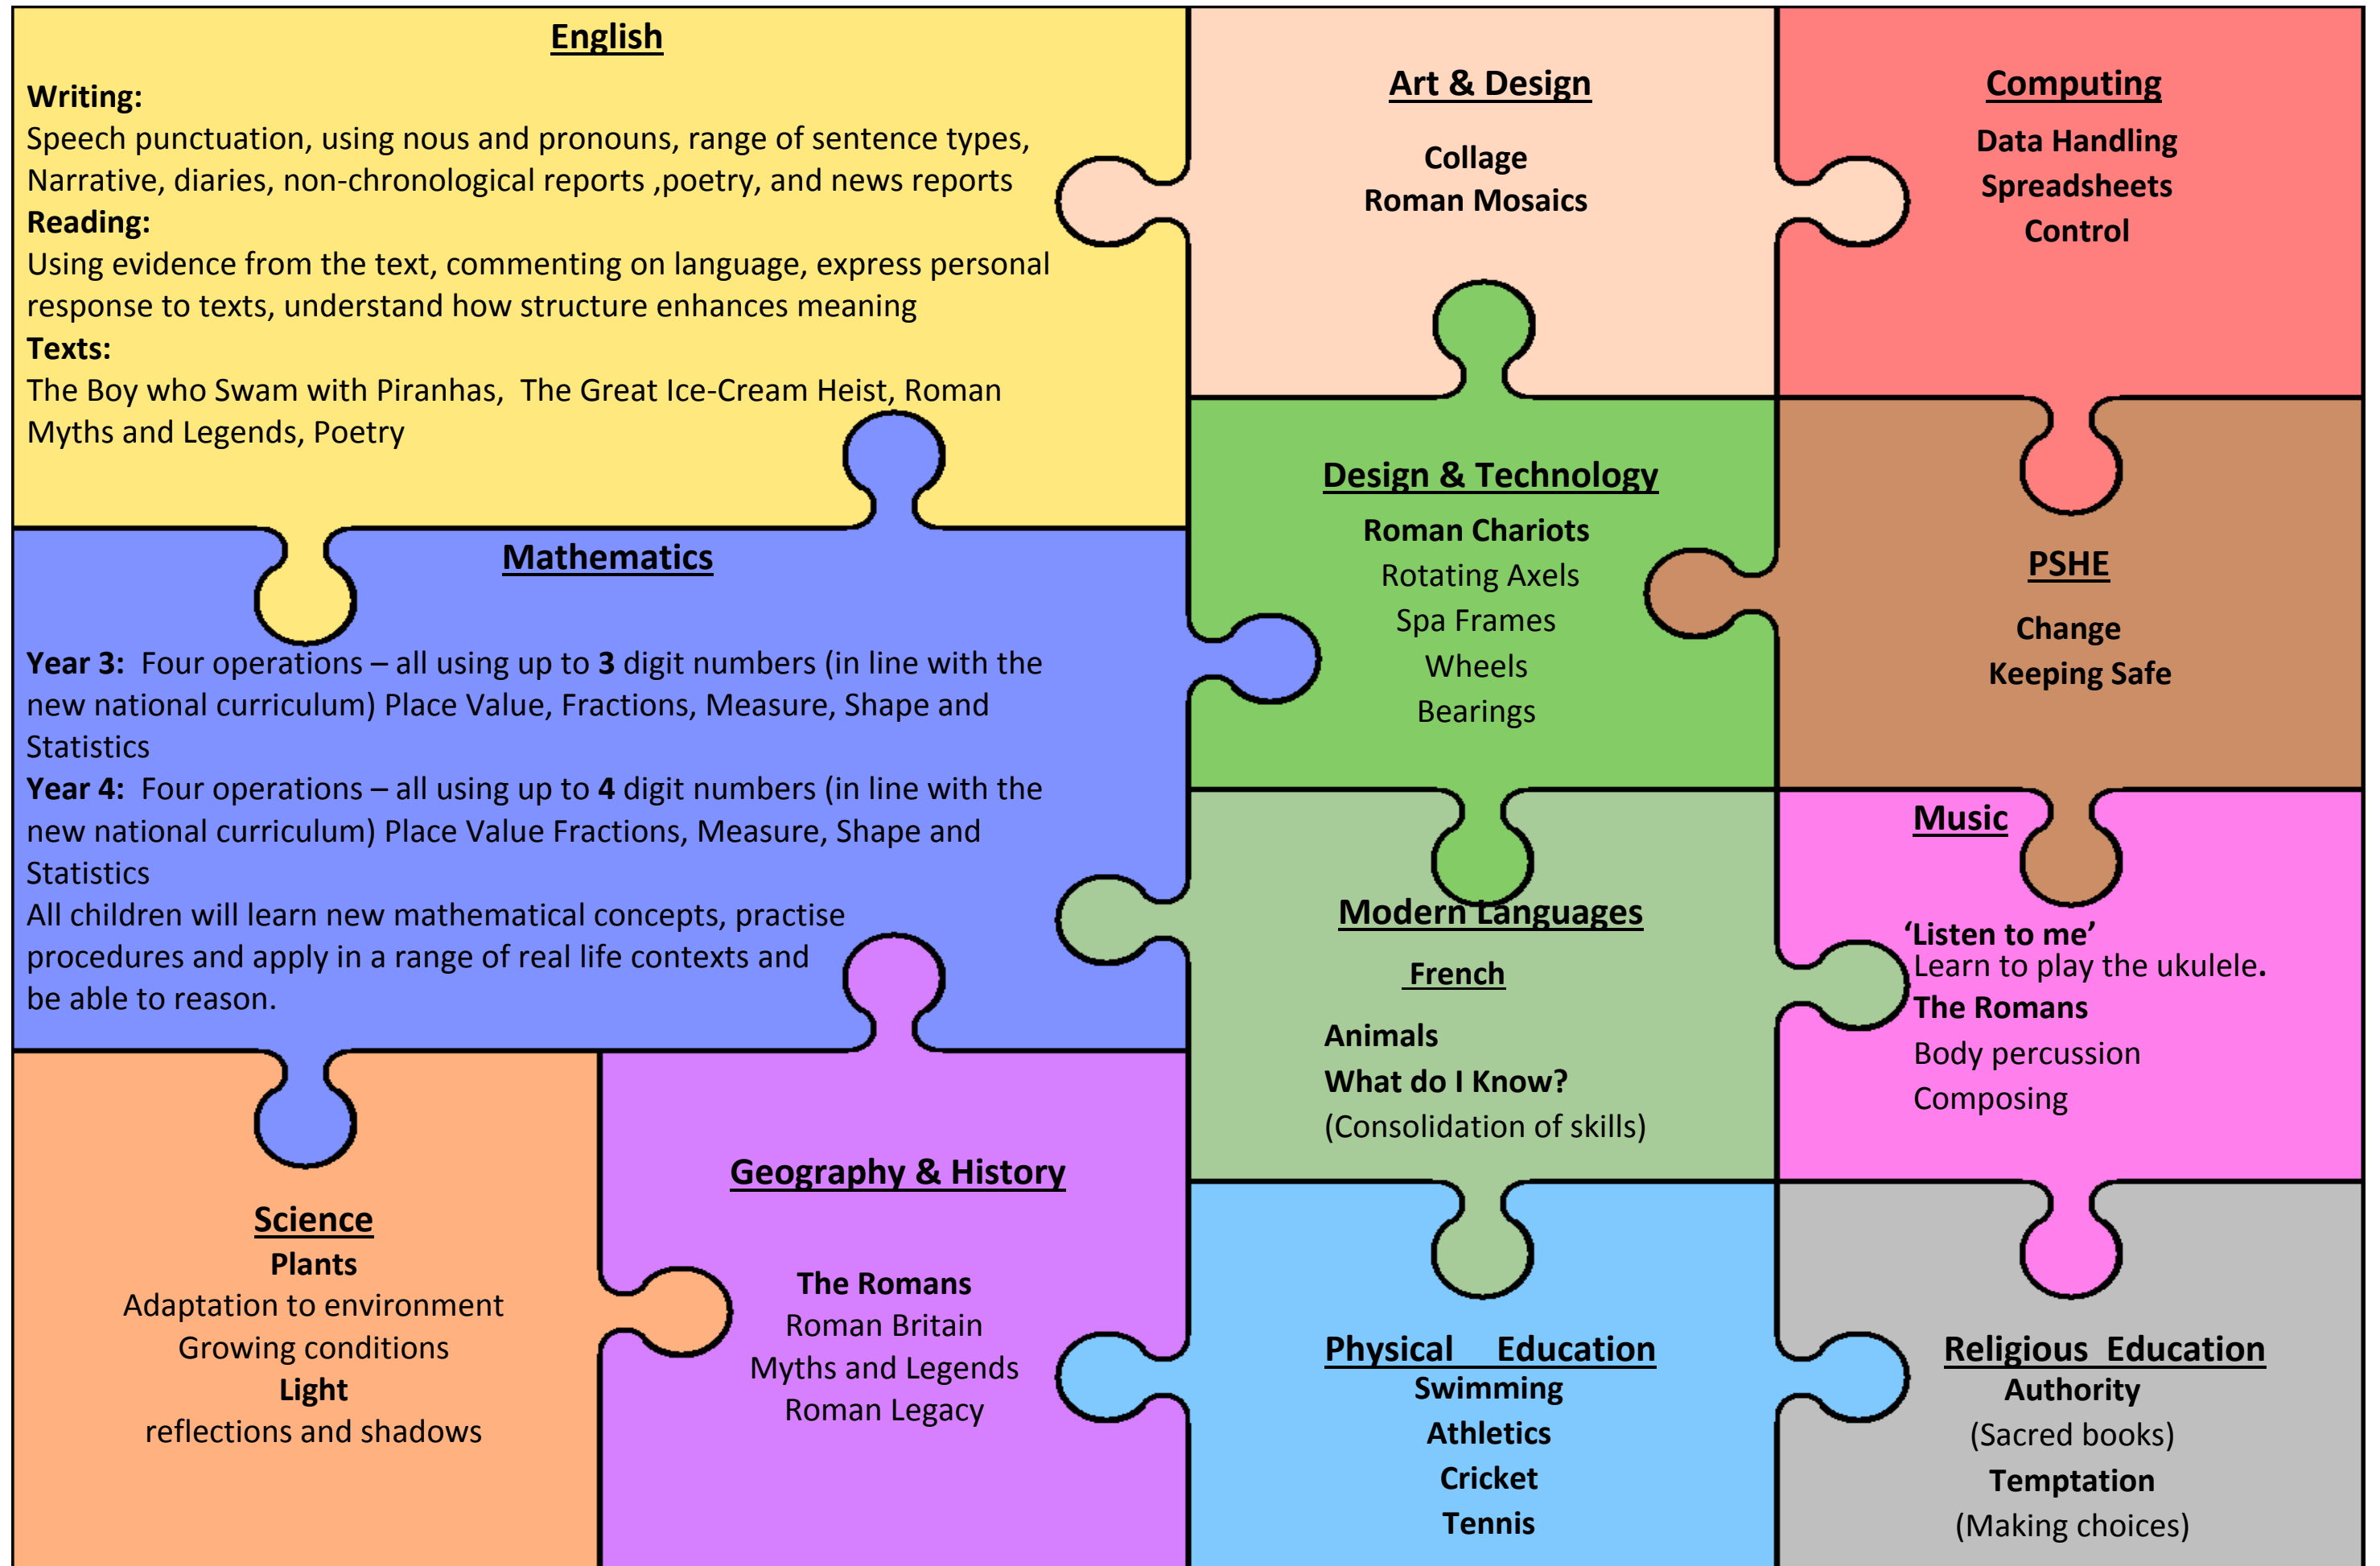 English
Writing:
Speech punctuation, using nous and pronouns, range of sentence types,
Narrative, diaries, non-chronological reports ,poetry, and news reports
Reading:
Using evidence from the text, commenting on language, express personal
response to texts, understand how structure enhances meaning
Texts:
The Boy who Swam with Piranhas,  The Great Ice-Cream Heist, Roman
Myths and Legends, Poetry
Art & Design
Collage
Roman Mosaics
Computing
Data Handling
Spreadsheets
Control
Mathematics
Year 3:  Four operations – all using up to 3 digit numbers (in line with the
new national curriculum) Place Value, Fractions, Measure, Shape and
Statistics
Year 4:  Four operations – all using up to 4 digit numbers (in line with the
new national curriculum) Place Value Fractions, Measure, Shape and
Statistics
All children will learn new mathematical concepts, practise
procedures and apply in a range of real life contexts and
be able to reason.
Design & Technology
Roman Chariots
Rotating Axels
Spa Frames
Wheels
Bearings
PSHE
Change
Keeping Safe
Modern Languages
French
Animals
What do I Know?
(Consolidation of skills)
Music
‘Listen to me’
Learn to play the ukulele.
The Romans
Body percussion
Composing
Science
Plants
Adaptation to environment
Growing conditions
Light
reflections and shadows
Geography & History
The Romans
Roman Britain
Myths and Legends
Roman Legacy
Physical Education
Swimming
Athletics
Cricket
Tennis
Religious Education
Authority
(Sacred books)
Temptation
(Making choices)